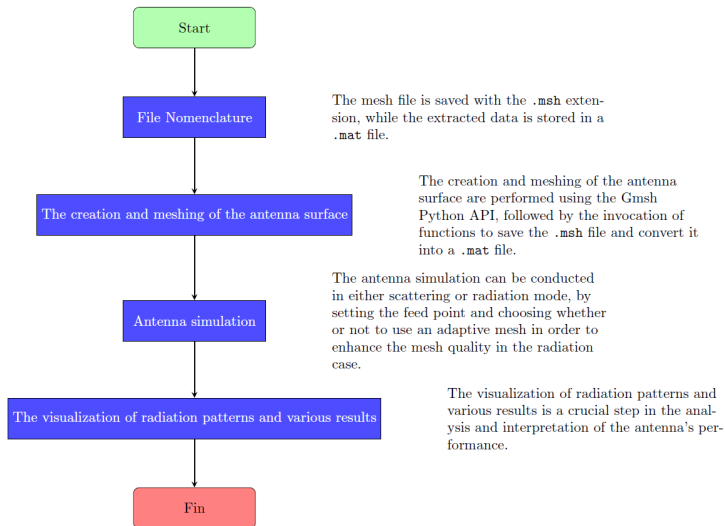 Start
File Nomenclature
The mesh file is saved with the .msh exten-
sion, while the extracted data is stored in a
.mat file.
The creation and meshing of the antenna surface
The creation and meshing of the antenna
surface are performed using the Gmsh
Python API, followed by the invocation of
functions to save the .msh file and convert it
into a .mat file.
Antenna simulation
The antenna simulation can be conducted
in either scattering or radiation mode, by
setting the feed point and choosing whether
or not to use an adaptive mesh in order to
enhance the mesh quality in the radiation
case.
The visualization of radiation patterns and various results
The visualization of radiation patterns and
various results is a crucial step in the anal-
ysis and interpretation of the antenna's per-
formance.
Fin